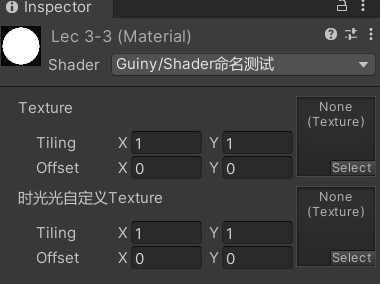 Inspector
Lec 3-3 (Material)
Shader Guiny/Shader命名测试
Texture
None
(Texture)
Tiling X 1 Y 1
Offset X 0 Y 0
Select
时光光自定义Texture
None
(Texture)
Tiling X 1 Y 1
Offset X 0 Y 0
Select